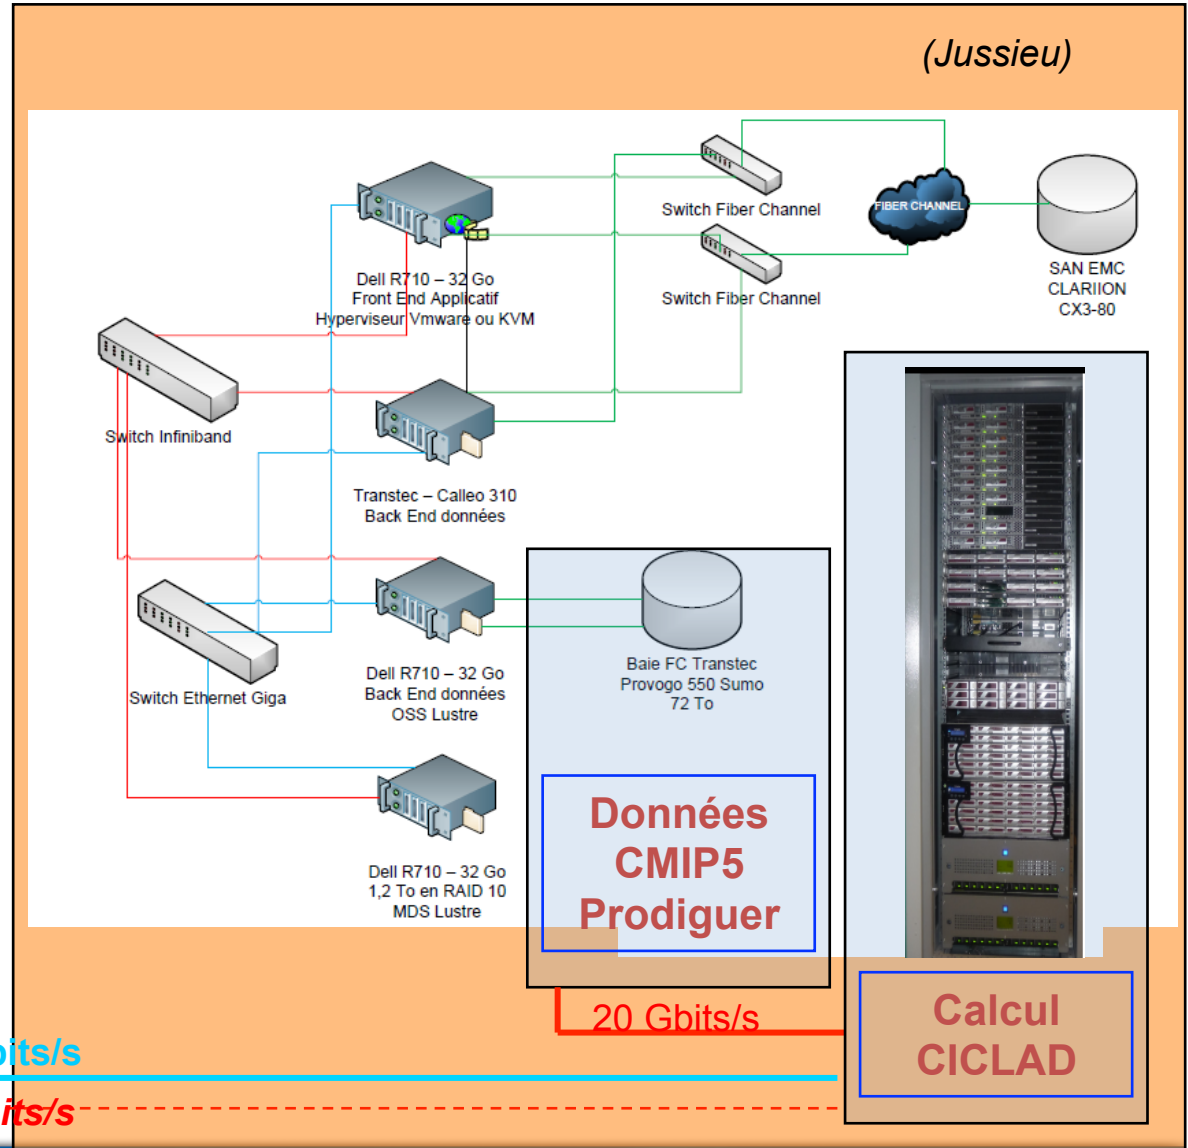 (Jussieu)
Switch Fiber Channel
FIBER CHANNEL
SAN EMC
CLARIION
CX3-80
Dell R710 – 32 Go
Front End Applicatif
Hyperviseur Vmware ou KVM
Switch Fiber Channel
Switch Infiniband
Transtec – Calleo 310
Back End données
Dell R710 – 32 Go
Back End données
OSS Lustre
Baie FC Transtec
Provogo 550 Sumo
72 To
Switch Ethernet Giga
Dell R710 – 32 Go
1,2 To en RAID 10
MDS Lustre
Données
CMIP5
Prodiguer
20 Gbits/s
Calcul
CICLAD
bits/s
its/s